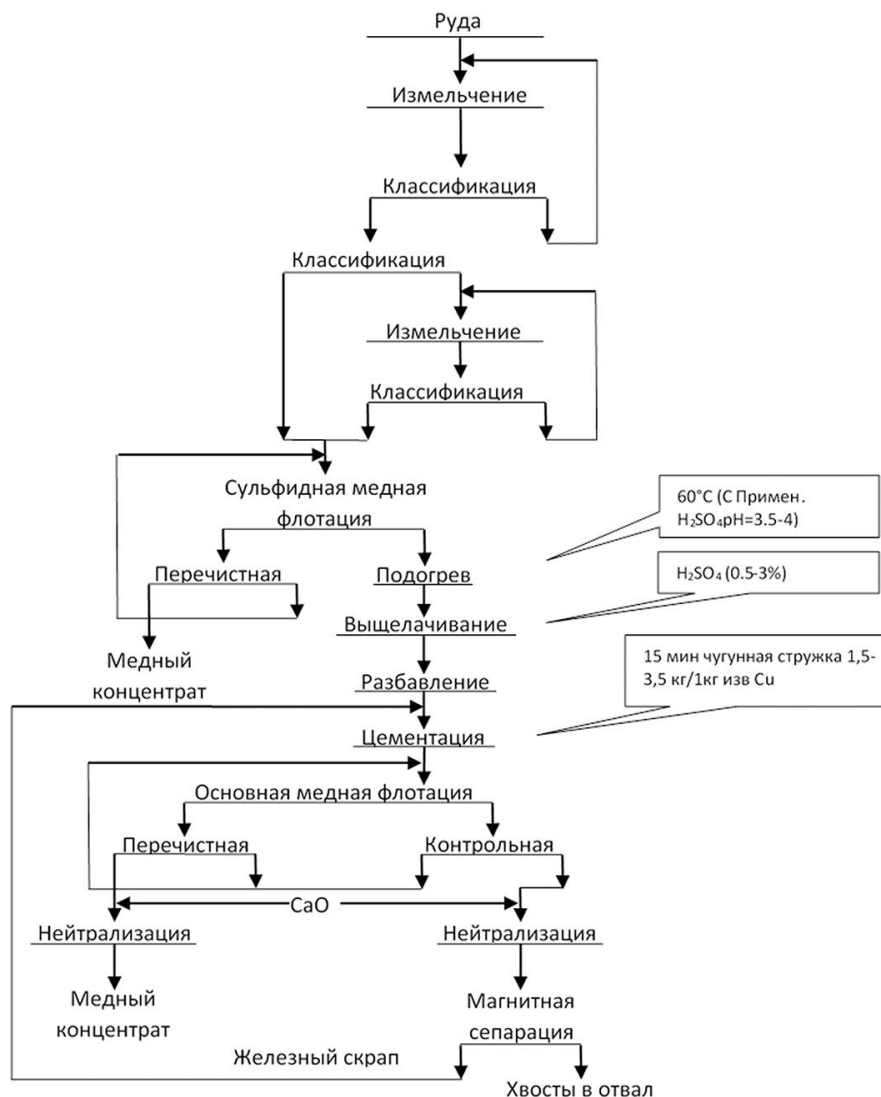 Руда
Измельчение
Классификация
Классификация
Измельчение
Классификация
Сульфидная медная
флотация
60°С (С Примен.
H₂SO₄pH=3.5-4)
Перечистная
Подогрев
H₂SO₄ (0.5-3%)
Выщелачивание
Медный
концентрат
15 мин чугунная стружка 1,5-
3,5 кг/1кг изв Cu
Разбавление
Цементация
Основная медная флотация
Перечистная
Контрольная
CaO
Нейтрализация
Нейтрализация
Медный
концентрат
Магнитная
сепарация
Железный скрап
Хвосты в отвал